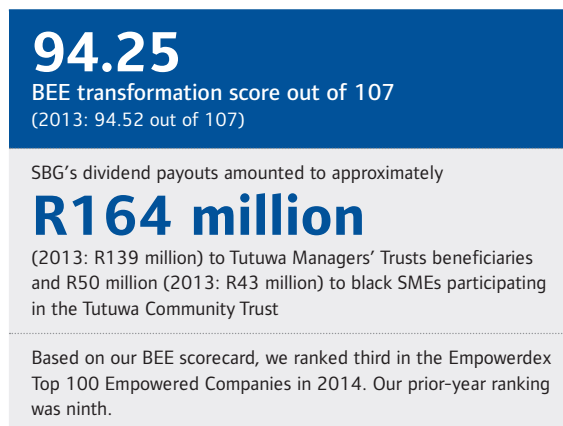 94.25
BEE transformation score out of 107
(2013: 94.52 out of 107)
SBG’s dividend payouts amounted to approximately
R164 million
(2013: R139 million) to Tutuwa Managers’ Trusts beneficiaries
and R50 million (2013: R43 million) to black SMEs participating
in the Tutuwa Community Trust
Based on our BEE scorecard, we ranked third in the Empowerdex
Top 100 Empowered Companies in 2014. Our prior-year ranking
was ninth.